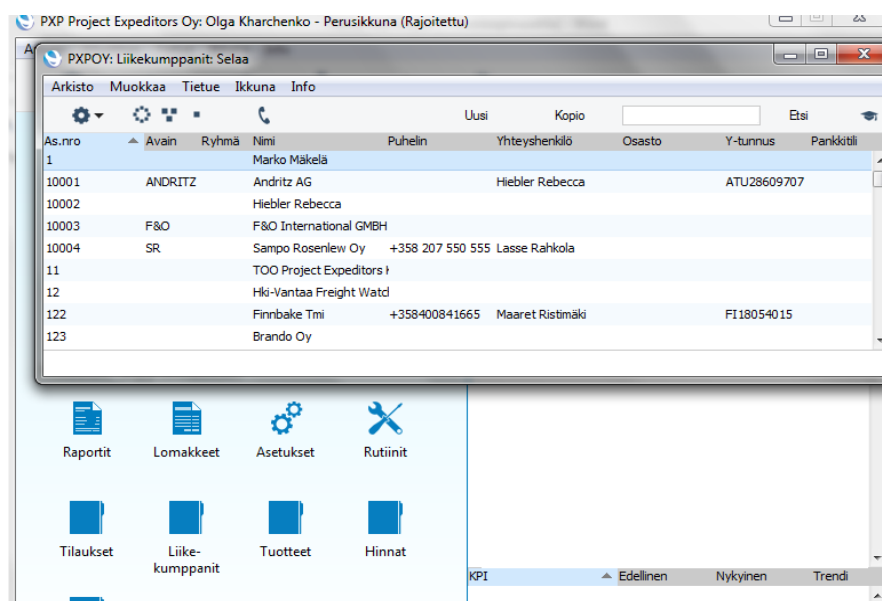 PXP Project Expeditors Oy: Olga Kharchenko - Perusikkuna (Rajoitettu)
PXPOY: Liikekumppanit: Selaa
Arkisto Muokkaa Tietue Ikkuna Info
Uusi Kopio Etsi
As.nro Avain Ryhmä Nimi Puhelin Yhteyshenkilö Osasto Y-tunnus Pankkitili
1 Marko Mäkelä
10001 ANDRITZ Andritz AG Hiebler Rebecca ATU28609707
10002 Hiebler Rebecca
10003 F&O F&O International GMBH
10004 SR Sampo Rosenlew Oy +358 207 550 555 Lasse Rahkola
11 TOO Project Expeditors
12 Hki-Vantaa Freight
122 Finnbake Tmi +358400841665 Maaret Ristimäki FI18054015
123 Brando Oy
Raportit Lomakkeet Asetukset Rutiinit
Tilaukset Liike- Tuotteet Hinnat
kumppanit
KPI Edellinen Nykyinen Trendi